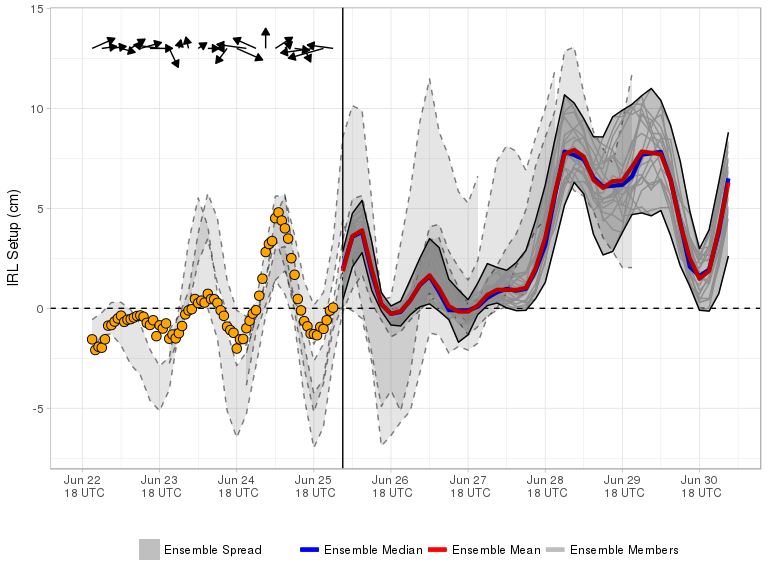 15
10
5
0
-5
IRL Setup (cm)
Jun 22 Jun 23 Jun 24 Jun 25 Jun 26 Jun 27 Jun 28 Jun 29 Jun 30
18 UTC 18 UTC 18 UTC 18 UTC 18 UTC 18 UTC 18 UTC 18 UTC 18 UTC
Ensemble Spread Ensemble Median Ensemble Mean Ensemble Members